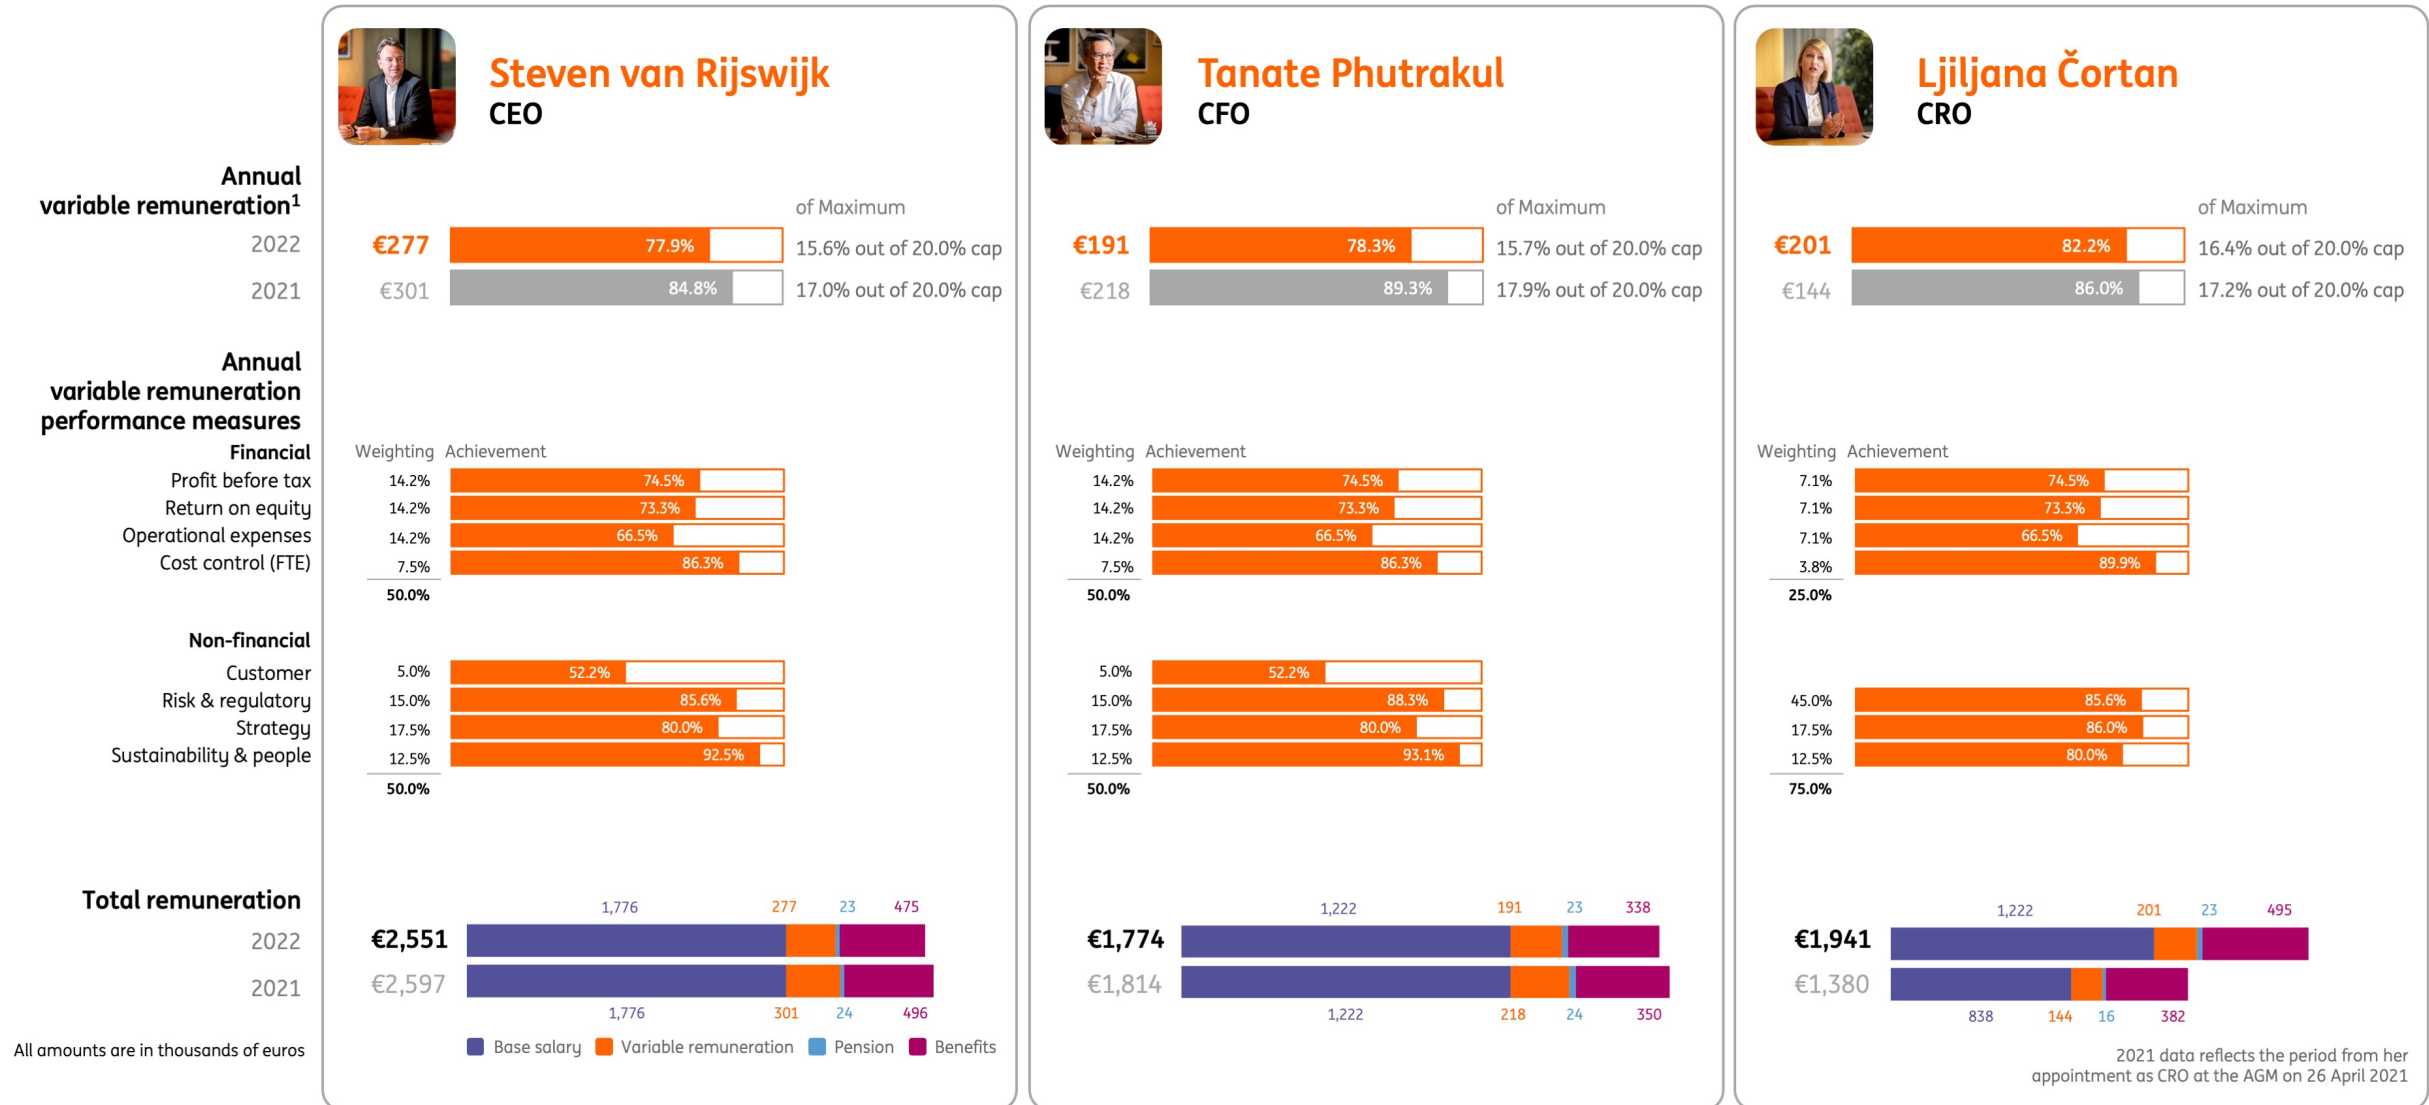 Steven van Rijswijk
CEO
Tanate Phutrakul
CFO
Ljiljana Čortan
CRO
Annual
variable remuneration1
of Maximum
of Maximum
of Maximum
2022 €277 77.9% 15.6% out of 20.0% cap €191 78.3% 15.7% out of 20.0% cap €201 82.2% 16.4% out of 20.0% cap
2021 €301 84.8% 17.0% out of 20.0% cap €218 89.3% 17.9% out of 20.0% cap €144 86.0% 17.2% out of 20.0% cap
Annual
variable remuneration
performance measures
Financial Weighting Achievement Weighting Achievement Weighting Achievement
Profit before tax 14.2% 74.5% 14.2% 74.5% 7.1% 74.5%
Return on equity 14.2% 73.3% 14.2% 73.3% 7.1% 73.3%
Operational expenses 14.2% 66.5% 14.2% 66.5% 7.1% 66.5%
Cost control (FTE) 7.5% 86.3% 7.5% 86.3% 3.8% 89.9%
50.0% 50.0% 25.0%
Non-financial
Customer 5.0% 52.2% 5.0% 52.2%
Risk & regulatory 15.0% 85.6% 15.0% 88.3% 45.0% 85.6%
Strategy 17.5% 80.0% 17.5% 80.0% 17.5% 86.0%
Sustainability & people 12.5% 92.5% 12.5% 93.1% 12.5% 80.0%
50.0% 50.0% 75.0%
Total remuneration 1,776 277 23 475 1,222 191 23 338 1,222 201 23 495
2022 €2,551 €1,774 €1,941
2021 €2,597 €1,814 €1,380
1,776 301 24 496 1,222 218 24 350 838 144 16 382
All amounts are in thousands of euros
Base salary Variable remuneration Pension Benefits
2021 data reflects the period from her
appointment as CRO at the AGM on 26 April 2021